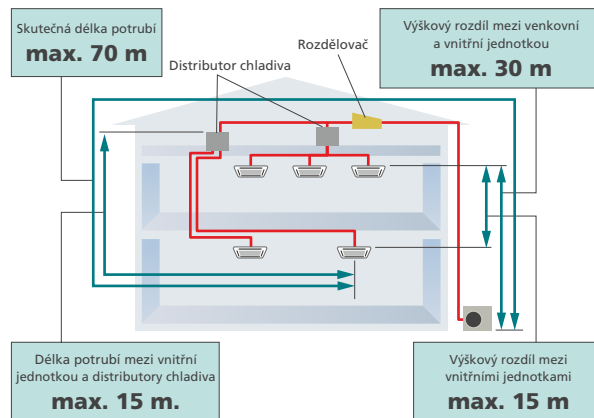 Skutečná délka potrubí
max. 70 m
Distributor chladiva
Rozdělovač
Výškový rozdíl mezi venkovní
a vnitřní jednotkou
max. 30 m
Délka potrubí mezi vnitřní
jednotkou a distributory chladiva
max. 15 m.
Výškový rozdíl mezi
vnitřními jednotkami
max. 15 m